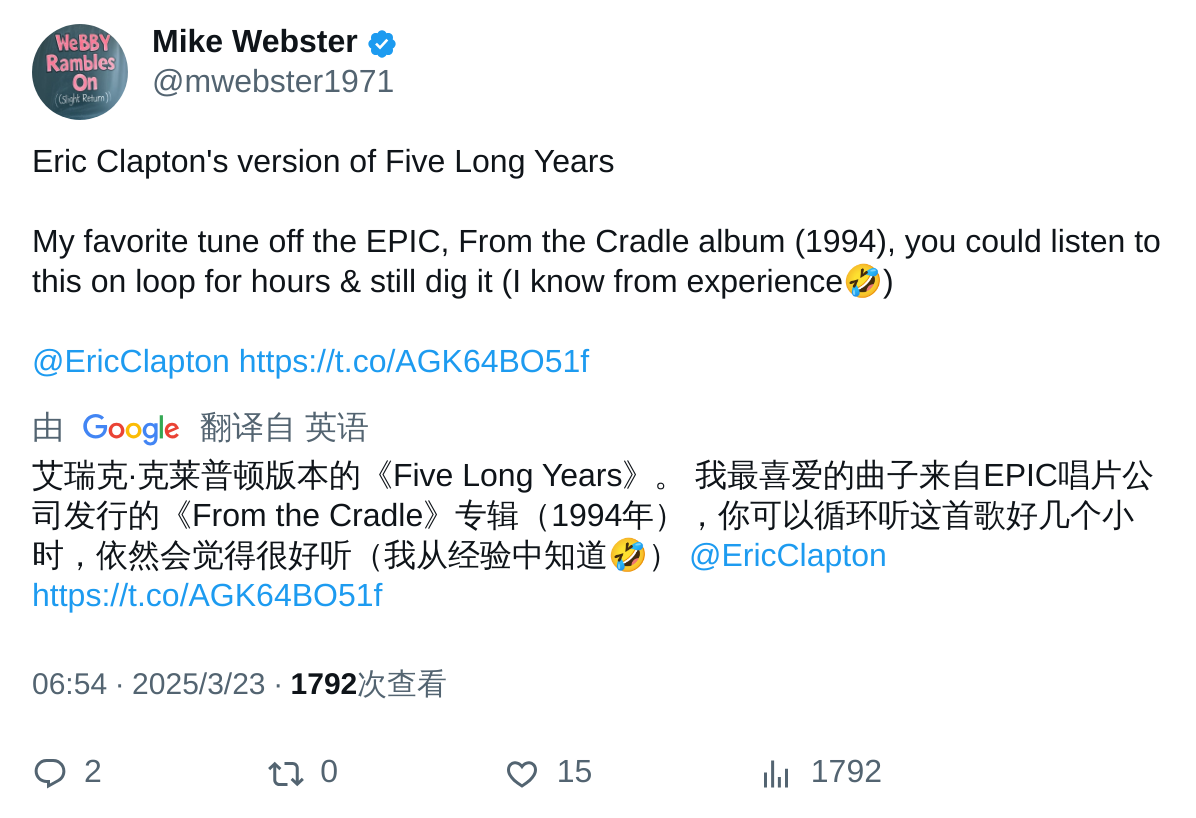 WeBBY
Rambles
On
((Slight Return))
Mike Webster
@mwebster1971
Eric Clapton's version of Five Long Years
My favorite tune off the EPIC, From the Cradle album (1994), you could listen to
this on loop for hours & still dig it (I know from experience🤣)
@EricClapton https://t.co/AGK64BO51f
由 Google 翻译自 英语
艾瑞克·克莱普顿版本的《Five Long Years》。 我最喜爱的曲子来自EPIC唱片公
司发行的《From the Cradle》专辑（1994年），你可以循环听这首歌好几个小
时，依然会觉得很好听（我从经验中知道🤣） @EricClapton
https://t.co/AGK64BO51f
06:54 · 2025/3/23 · 1792次查看
2 0 15 1792